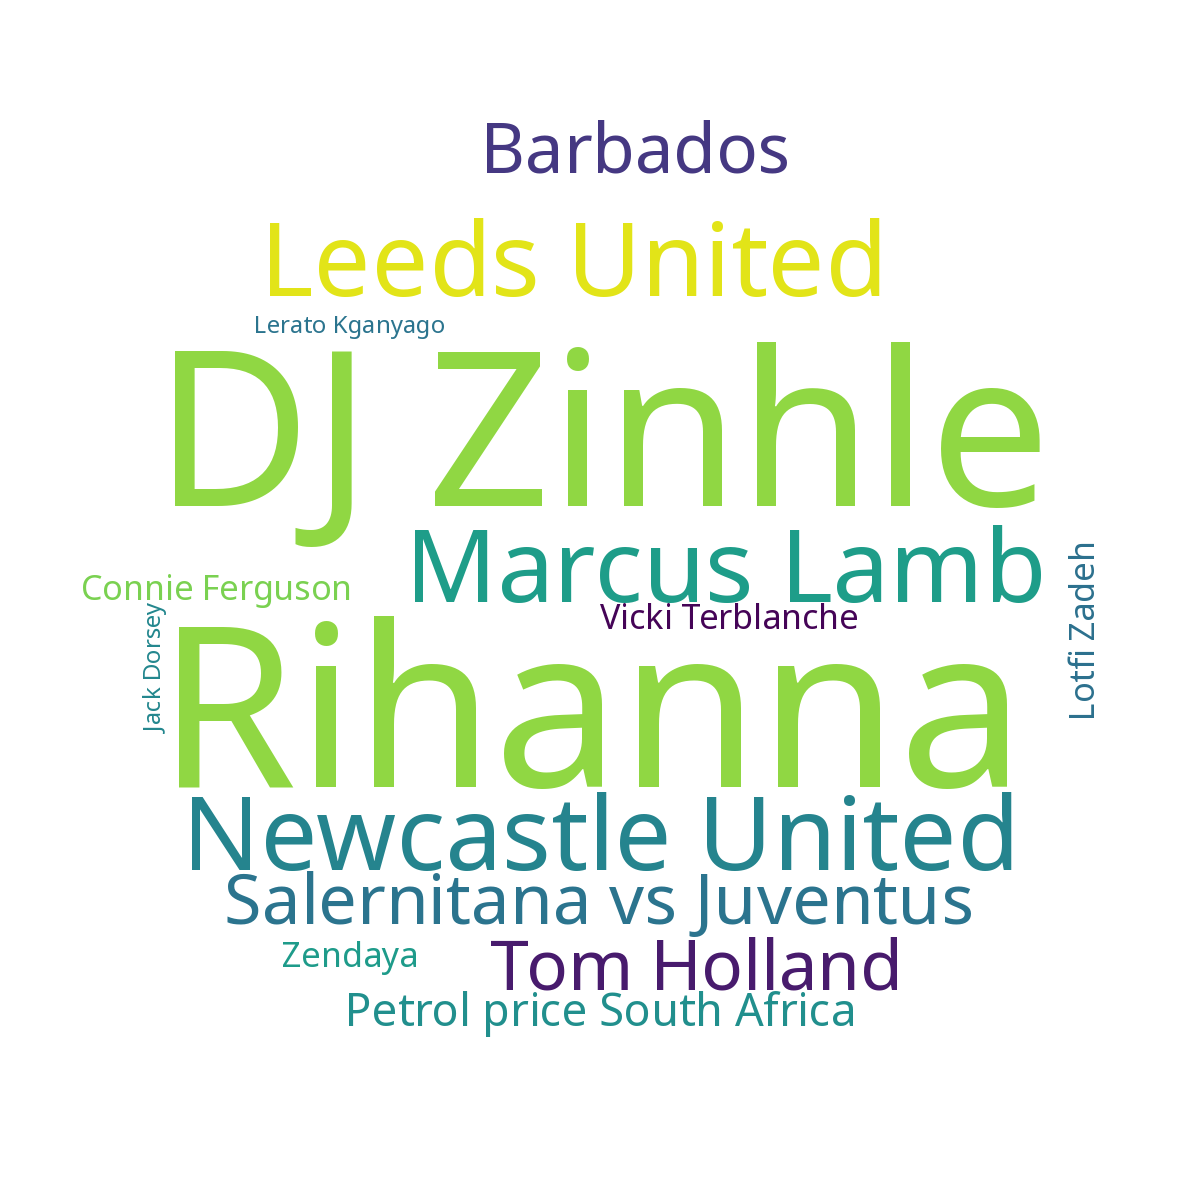 Barbados
Leeds United
Lerato Kganyago
DJ Zinhle
Marcus Lamb
Connie Ferguson
Vicki Terblanche
Lotfi Zadeh
Jack Dorsey
Rihanna
Newcastle United
Salernitana vs Juventus
Zendaya
Tom Holland
Petrol price South Africa